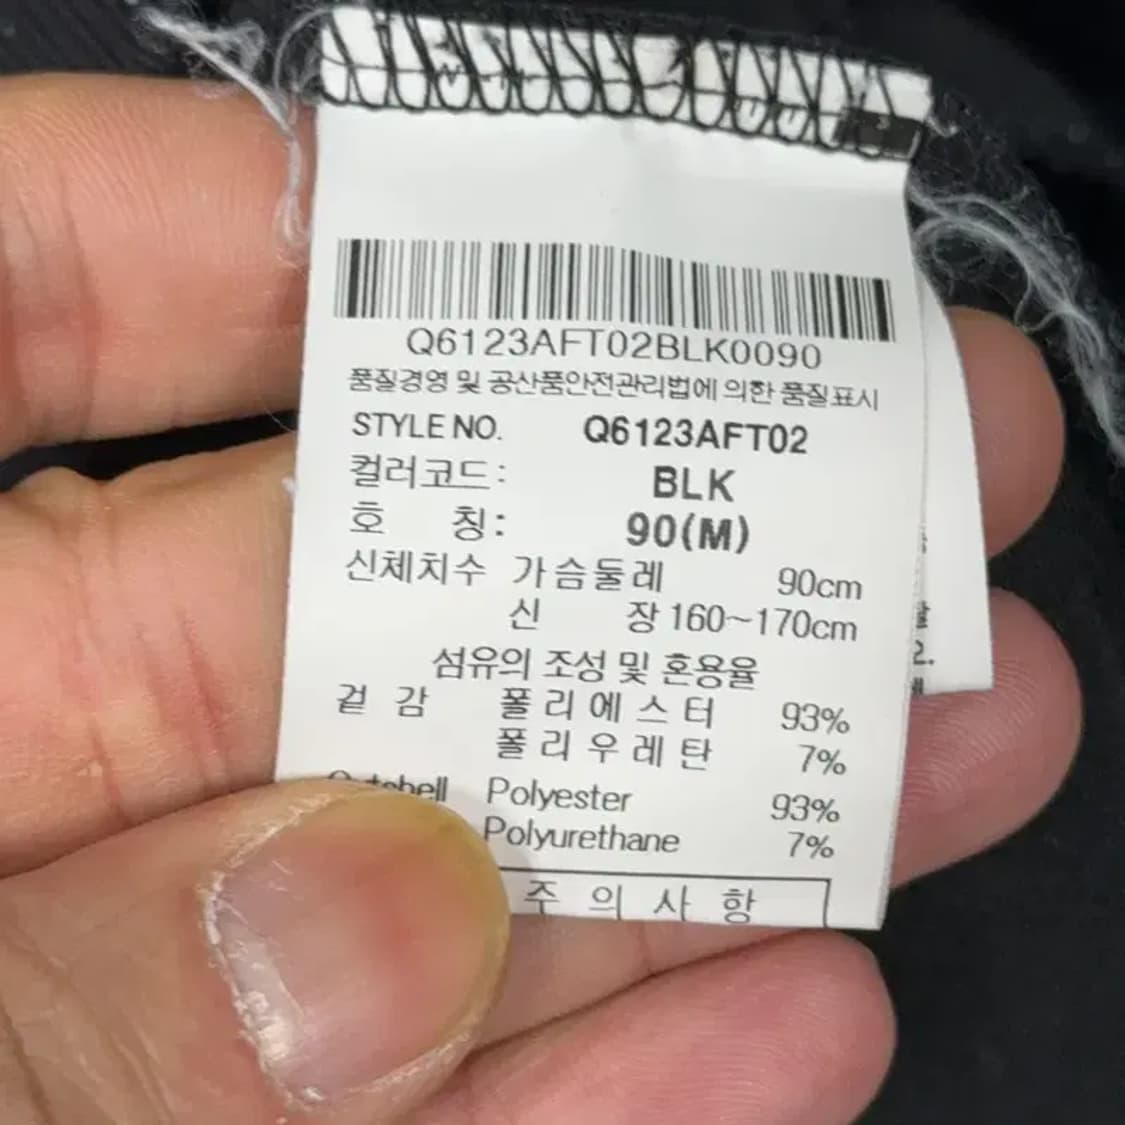 Q6123AFT02BLK0090
품질경영 및 공산품안전관리법에 의한 품질표시
STYLE NO. Q6123AFT02
컬러코드: BLK
호 칭: 90(M)
신체치수 가슴둘레 90cm
신 장 160~170cm
섬유의 조성 및 혼용율
겉 감 폴리에스터 93%
폴리우레탄 7%
Outshell Polyester 93%
Polyurethane 7%
주 의 사 항
2.